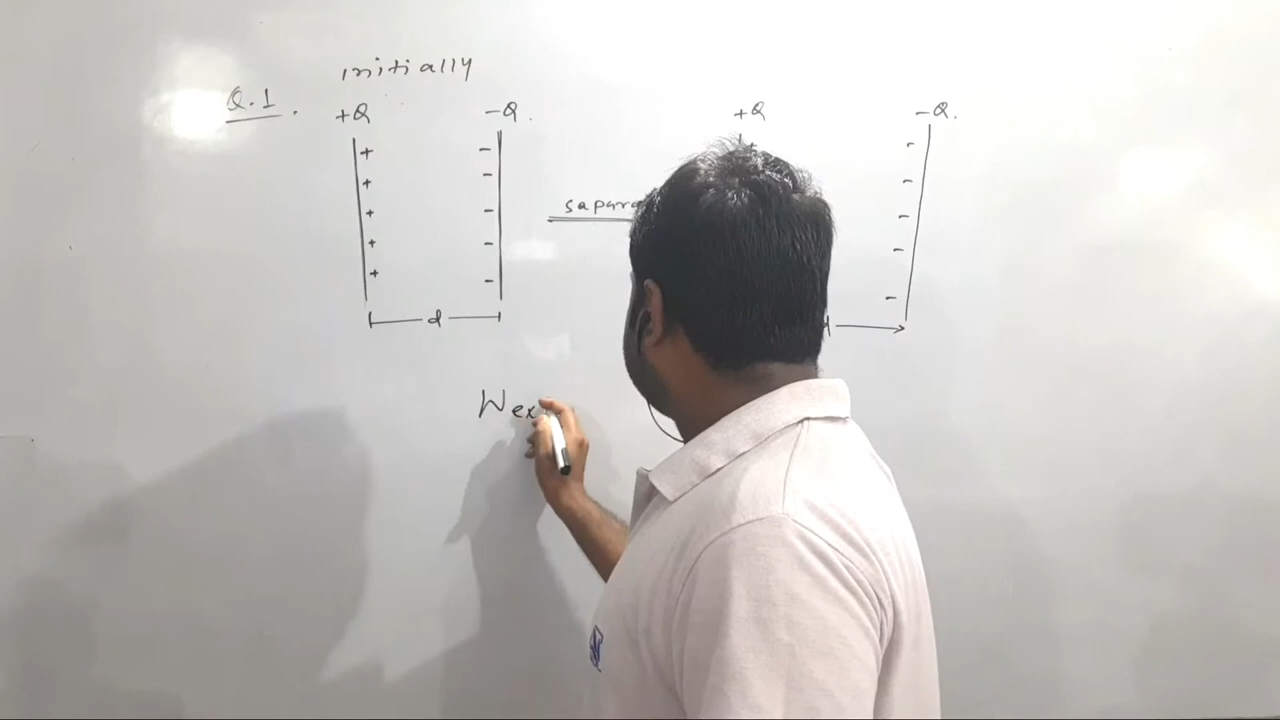 initially
Q.1.
+Q -Q. +Q -Q.
+ - -
+ - -
+ - -
+ - -
+ - -
d
Wex